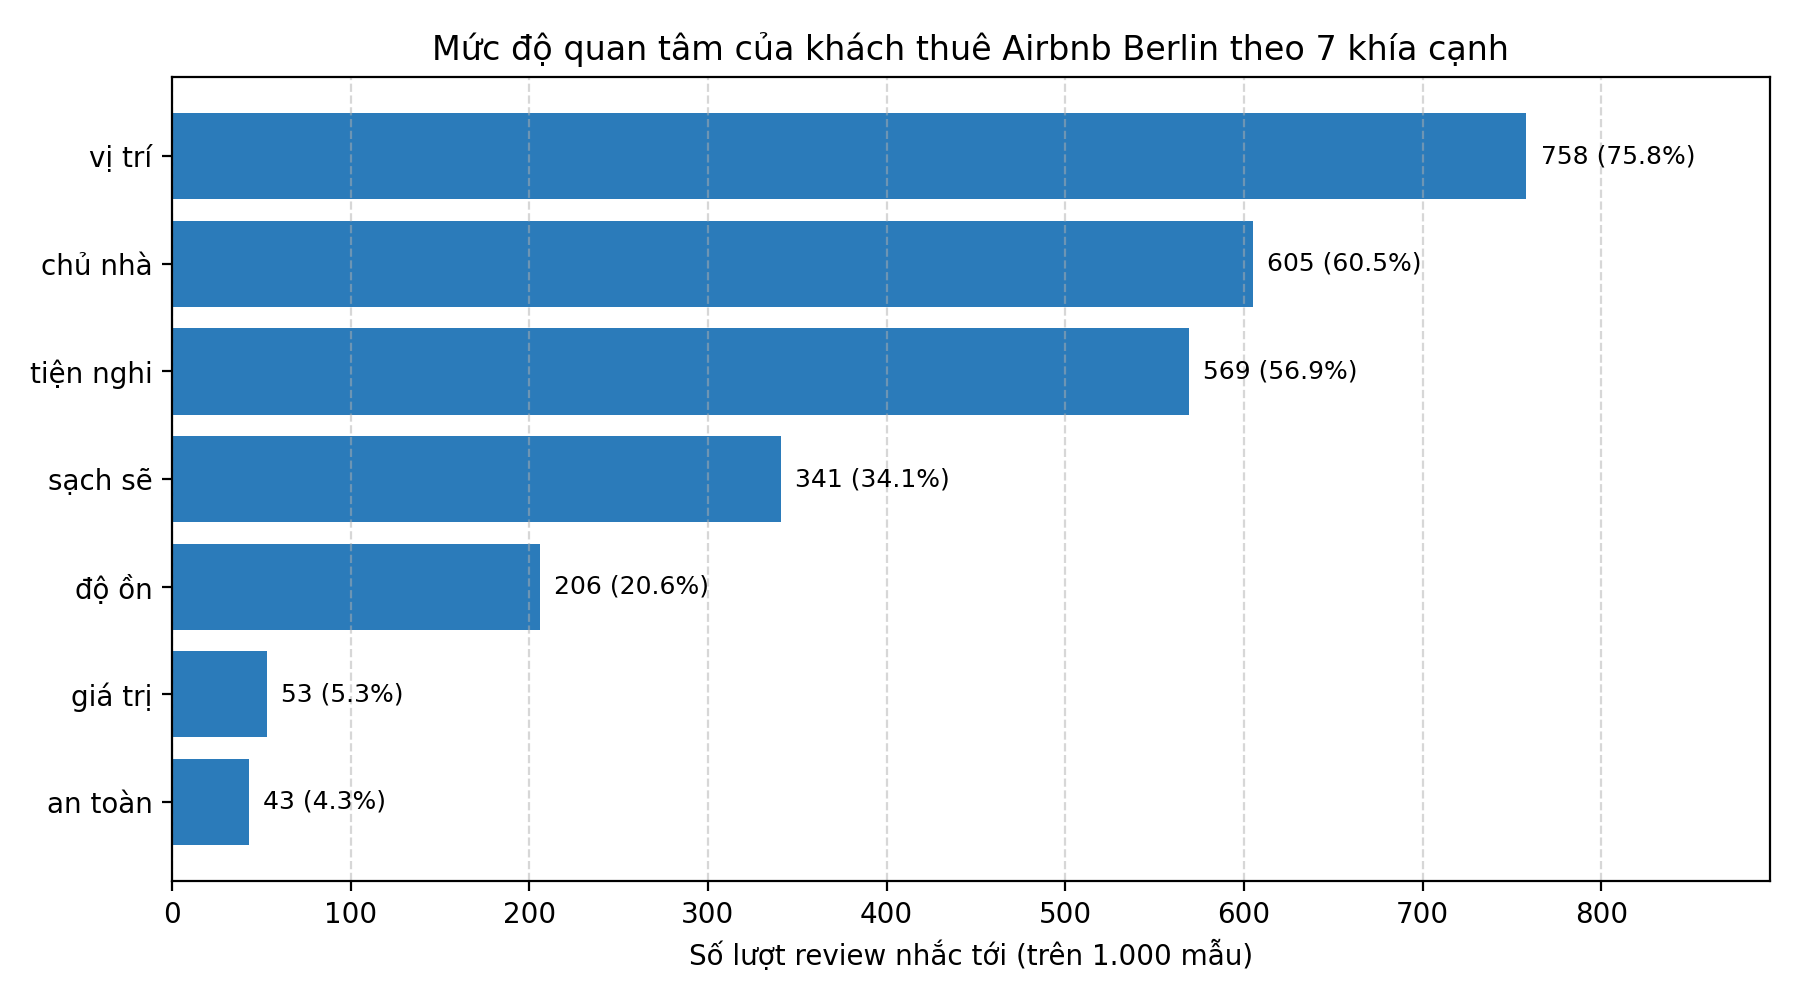 Mức độ quan tâm của khách thuê Airbnb Berlin theo 7 khía cạnh
vị trí 758 (75.8%)
chủ nhà 605 (60.5%)
tiện nghi 569 (56.9%)
sạch sẽ 341 (34.1%)
độ ồn 206 (20.6%)
giá trị 53 (5.3%)
an toàn 43 (4.3%)
0 100 200 300 400 500 600 700 800
Số lượt review nhắc tới (trên 1.000 mẫu)